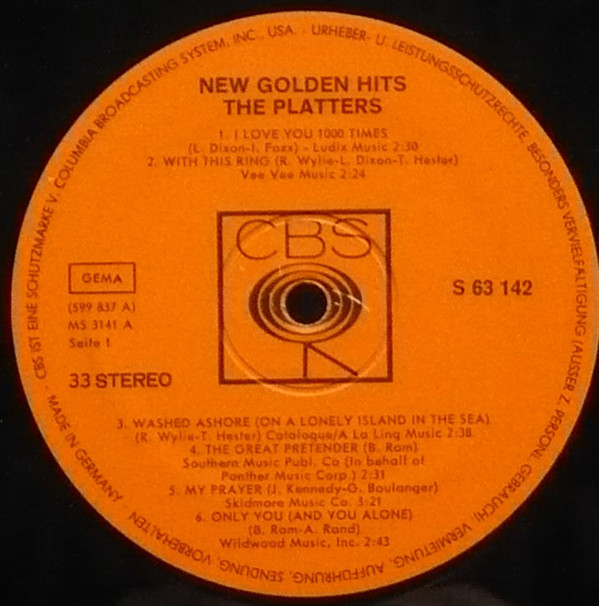 CBS IST EINE SCHUTZMARKE V. COLUMBIA BROADCASTING SYSTEM, INC., USA. - URHEBER- U. LEISTUNGSSCHUTZRECHTE, BESONDERS VERVIELFÄLTIGUNG (AUSSER Z. PERSÖNL. GEBRAUCH), VERMIETUNG, AUFFÜHRUNG, SENDUNG, VORBEHALTEN · MADE IN GERMANY
NEW GOLDEN HITS
THE PLATTERS
1. I LOVE YOU 1000 TIMES
(L. Dixon-I. Foxx) - Ludix Music 2:30
2. WITH THIS RING (R. Wylie-L. Dixon-T. Hester)
Vee Vee Music 2:24
CBS
GEMA
(599 837 A)
MS 3141 A
Seite 1
33 STEREO
S 63 142
3. WASHED ASHORE (ON A LONELY ISLAND IN THE SEA)
(R. Wylie-T. Hester) Catalogue/A La Ling Music 2:38
4. THE GREAT PRETENDER (B. Ram)
Southern Music Publ. Co (In behalf of
Panther Music Corp.) 2:31
5. MY PRAYER (J. Kennedy-G. Boulanger)
Skidmore Music Co. 3:21
6. ONLY YOU (AND YOU ALONE)
(B. Ram-A. Rand)
Wildwood Music, Inc. 2:43